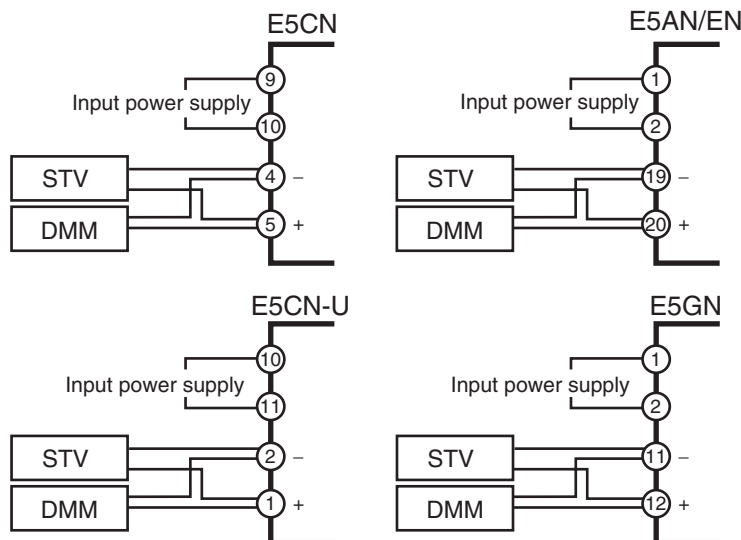 E5CN
9
Input power supply
10
STV
4 −
DMM
5 +
E5AN/EN
1
Input power supply
2
STV
19 −
DMM
20 +
E5CN-U
10
Input power supply
11
STV
2 −
DMM
1 +
E5GN
1
Input power supply
2
STV
11 −
DMM
12 +